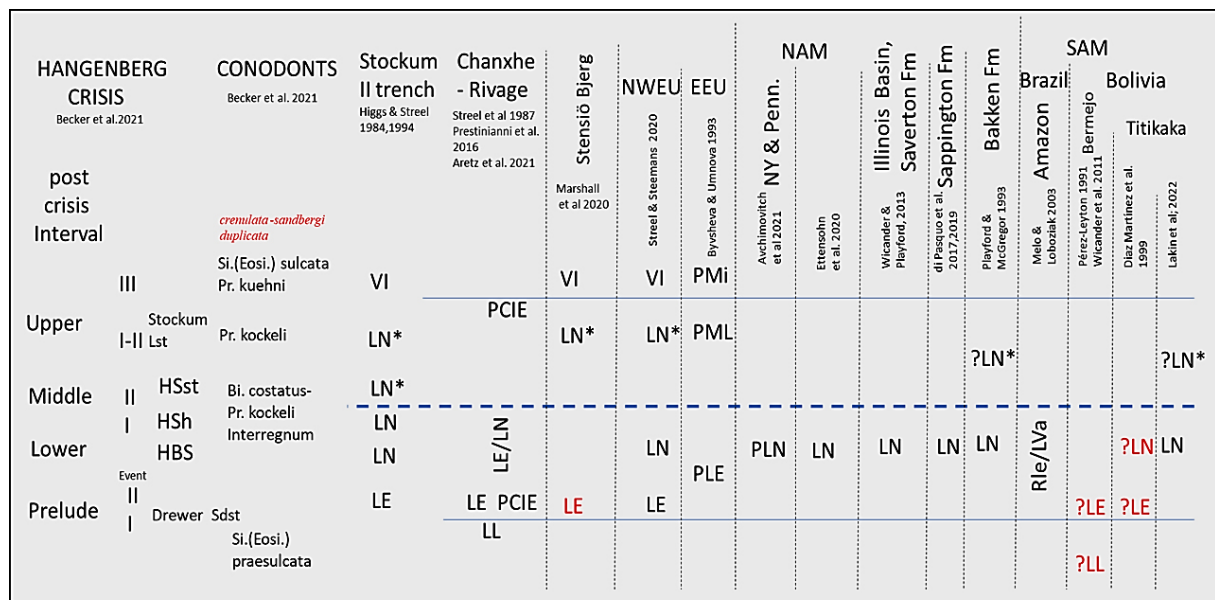 HANGENBERG
CRISIS
Becker et al.2021
CONODONTS
Becker et al. 2021
Stockum
II trench
Higgs & Streel
1984,1994
Chanxhe
- Rivage
Streel et al 1987
Prestinianni et al.
2016
Aretz et al. 2021
Stensiö Bjerg
Marshall
et al 2020
NWEU
Streel & Steemans 2020
EEU
Byvsheva & Umnova 1993
NAM
NY & Penn.
Avchimovitch
et al 2021
Ettensohn
et al. 2020
Illinois Basin,
Saverton Fm
Wicander &
Playford, 2013
Sappington Fm
di Pasquo et al.
2017,2019
Bakken Fm
Playford &
McGregor 1993
SAM
Brazil
Amazon
Melo &
Loboziak 2003
Bolivia
Bermejo
Pérez-Leyton 1991
Wicander et al. 2011
Titikaka
Diaz Martinez et al.
1999
Lakin et al; 2022
post
crisis
Interval
crenulata-sandbergi
duplicata
III
Si.(Eosi.) sulcata
Pr. kuehni
VI
VI
VI
PMi
PCIE
Upper
I-II
Stockum
Lst
Pr. kockeli
LN*
LN*
LN*
PML
?LN*
?LN*
Middle
II
HSst
Bi. costatus-
Pr. kockeli
Interregnum
LN*
I
HSh
LN
Lower
HBS
LN
LE/LN
LN
PLE
PLN
LN
LN
LN
LN
Rle/LVa
?LN
LN
Event
II
Prelude
I
Drewer Sdst
LE
LE PCIE
LE
LE
?LE
?LE
LL
Si.(Eosi.)
praesulcata
?LL